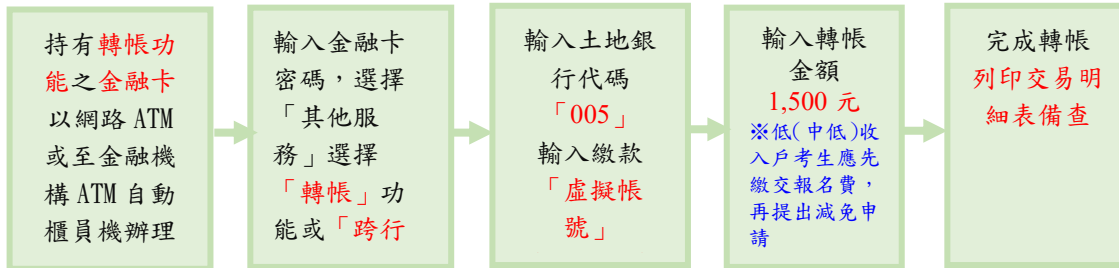 持有轉帳功
能之金融卡
以網路 ATM
或至金融機
構 ATM 自動
櫃員機辦理
輸入金融卡
密碼，選擇
「其他服
務」選擇
「轉帳」功
能或「跨行
輸入土地銀
行代碼
「005」
輸入繳款
「虛擬帳
號」
輸入轉帳
金額
1,500 元
※低(中低)收
入戶考生應先
繳交報名費，
再提出減免申
請
完成轉帳
列印交易明
細表備查